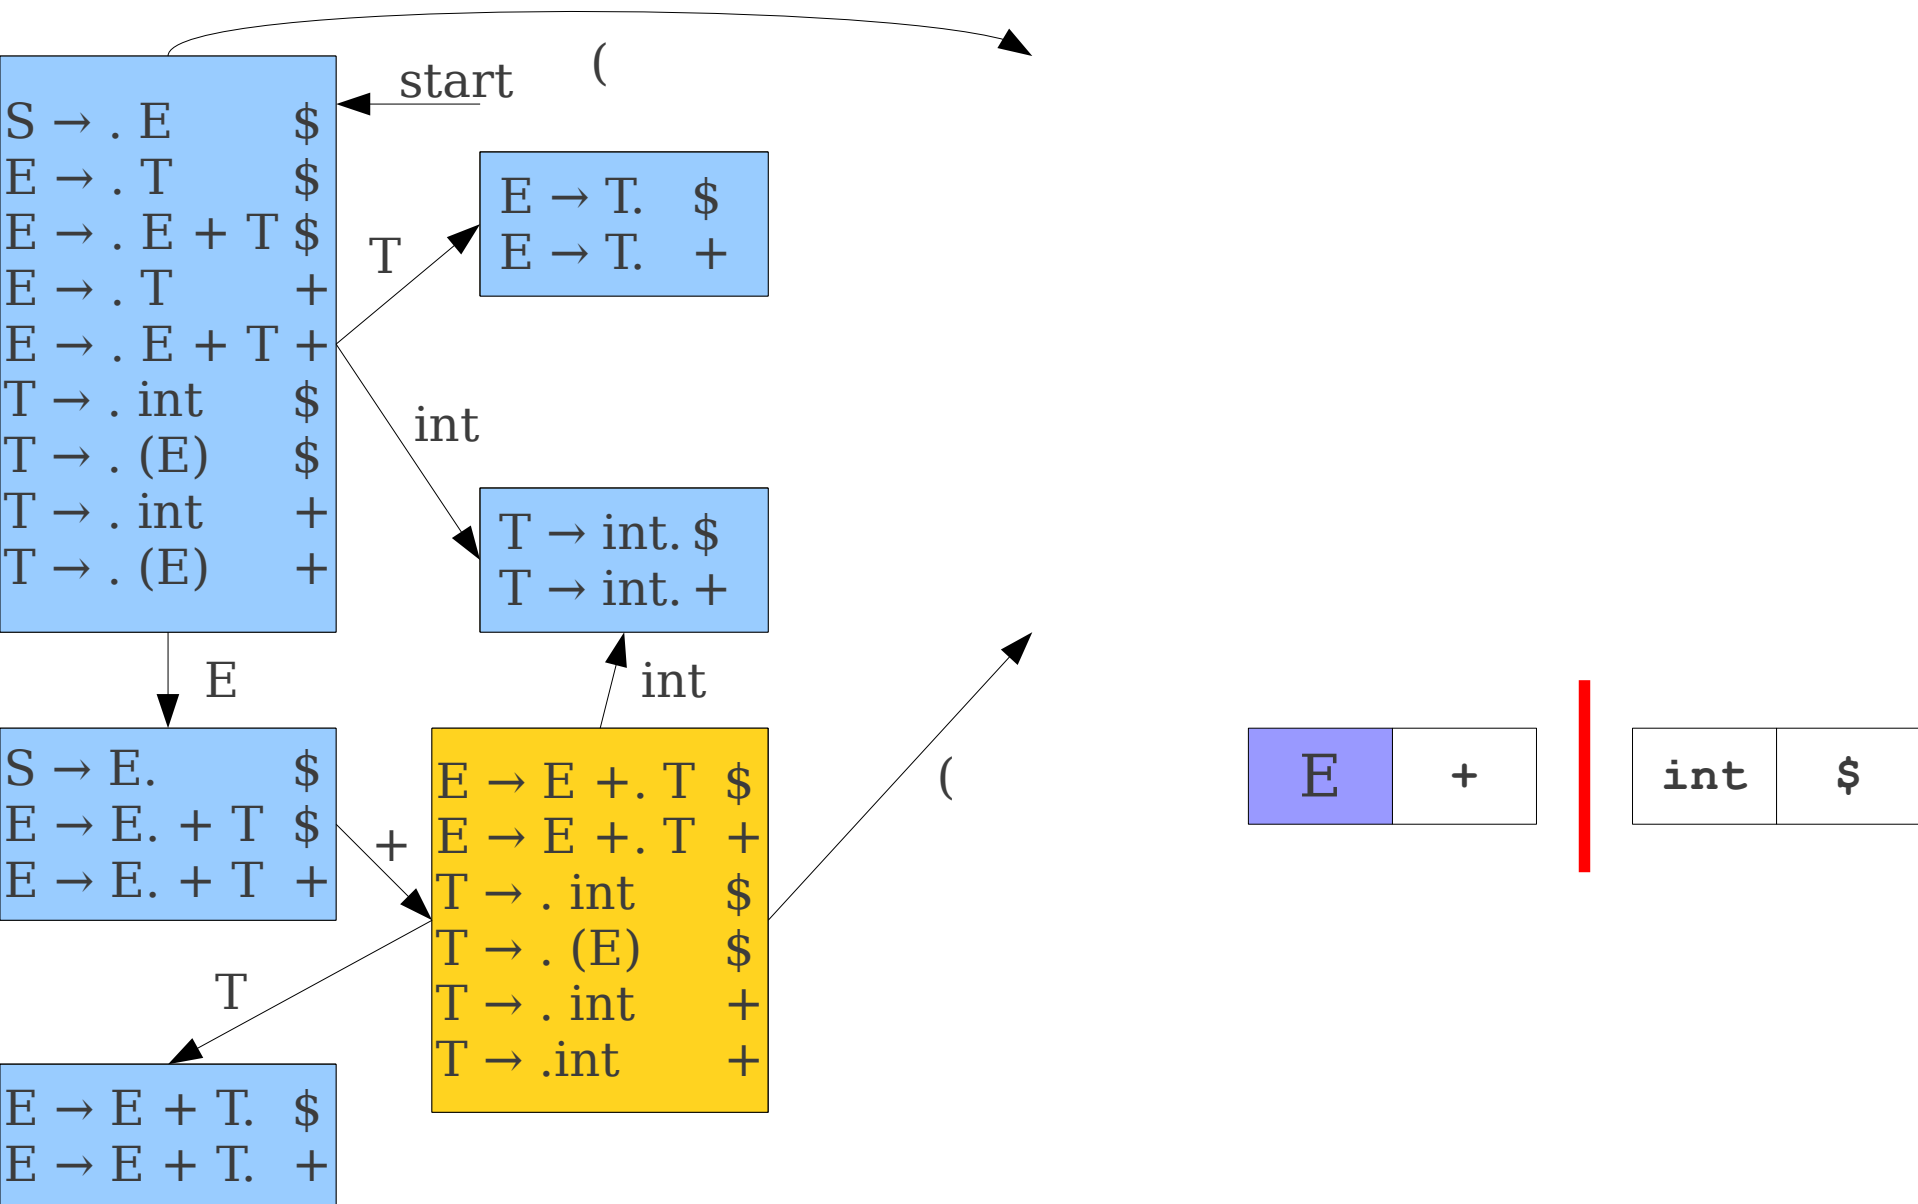 (
start
S → . E $
E → . T $
E → . E + T $
E → . T +
E → . E + T +
T → . int $
T → . (E) $
T → . int +
T → . (E) +
T
E → T. $
E → T. +
int
T → int. $
T → int. +
E
int
S → E. $
E → E. + T $
E → E. + T +
+
E → E +. T $
E → E +. T +
T → . int $
T → . (E) $
T → . int +
T → .int +
(
E + int $
T
E → E + T. $
E → E + T. +